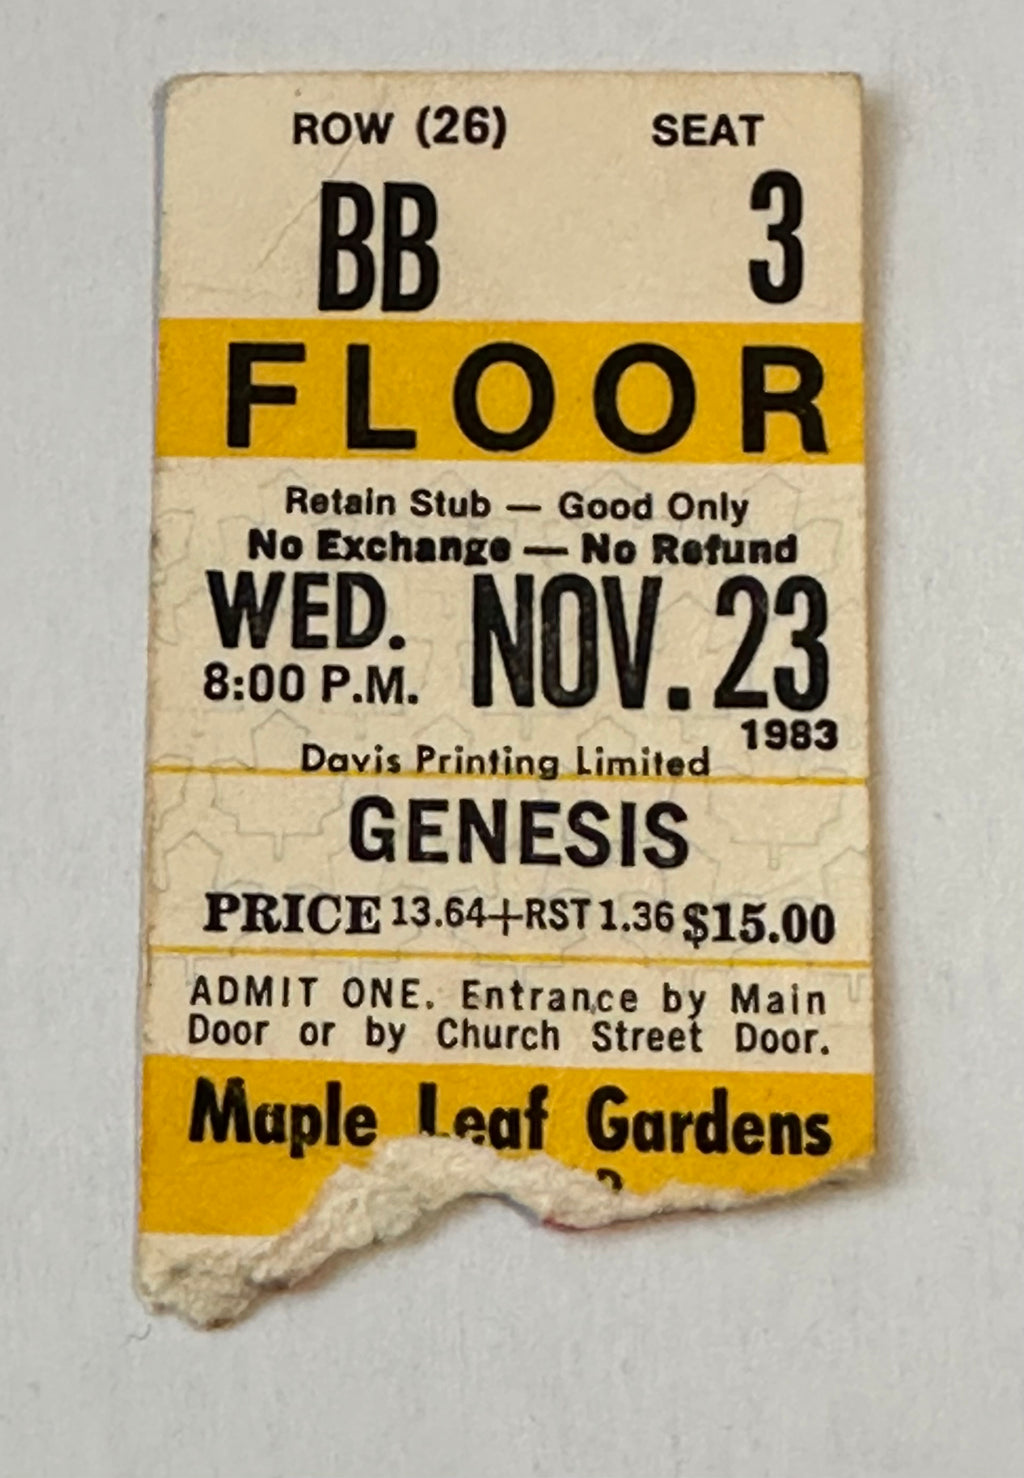 ROW (26) SEAT
BB 3
FLOOR
Retain Stub — Good Only
No Exchange — No Refund
WED. NOV. 23
8:00 P.M.
1983
Davis Printing Limited
GENESIS
PRICE 13.64+RST 1.36 $15.00
ADMIT ONE. Entrance by Main
Door or by Church Street Door.
Maple Leaf Gardens